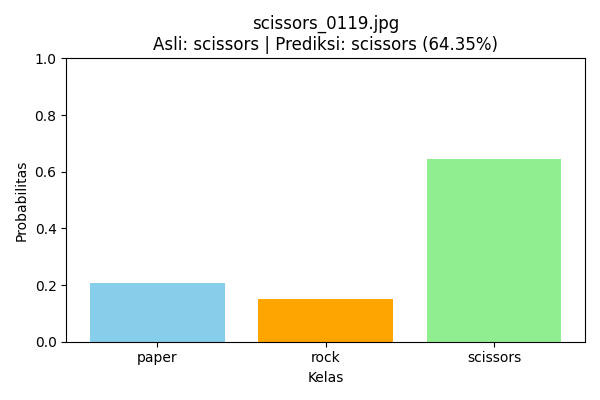 scissors_0119.jpg
Asli: scissors | Prediksi: scissors (64.35%)
1.0
0.8
0.6
0.4
0.2
0.0
Probabilitas
paper rock scissors
Kelas